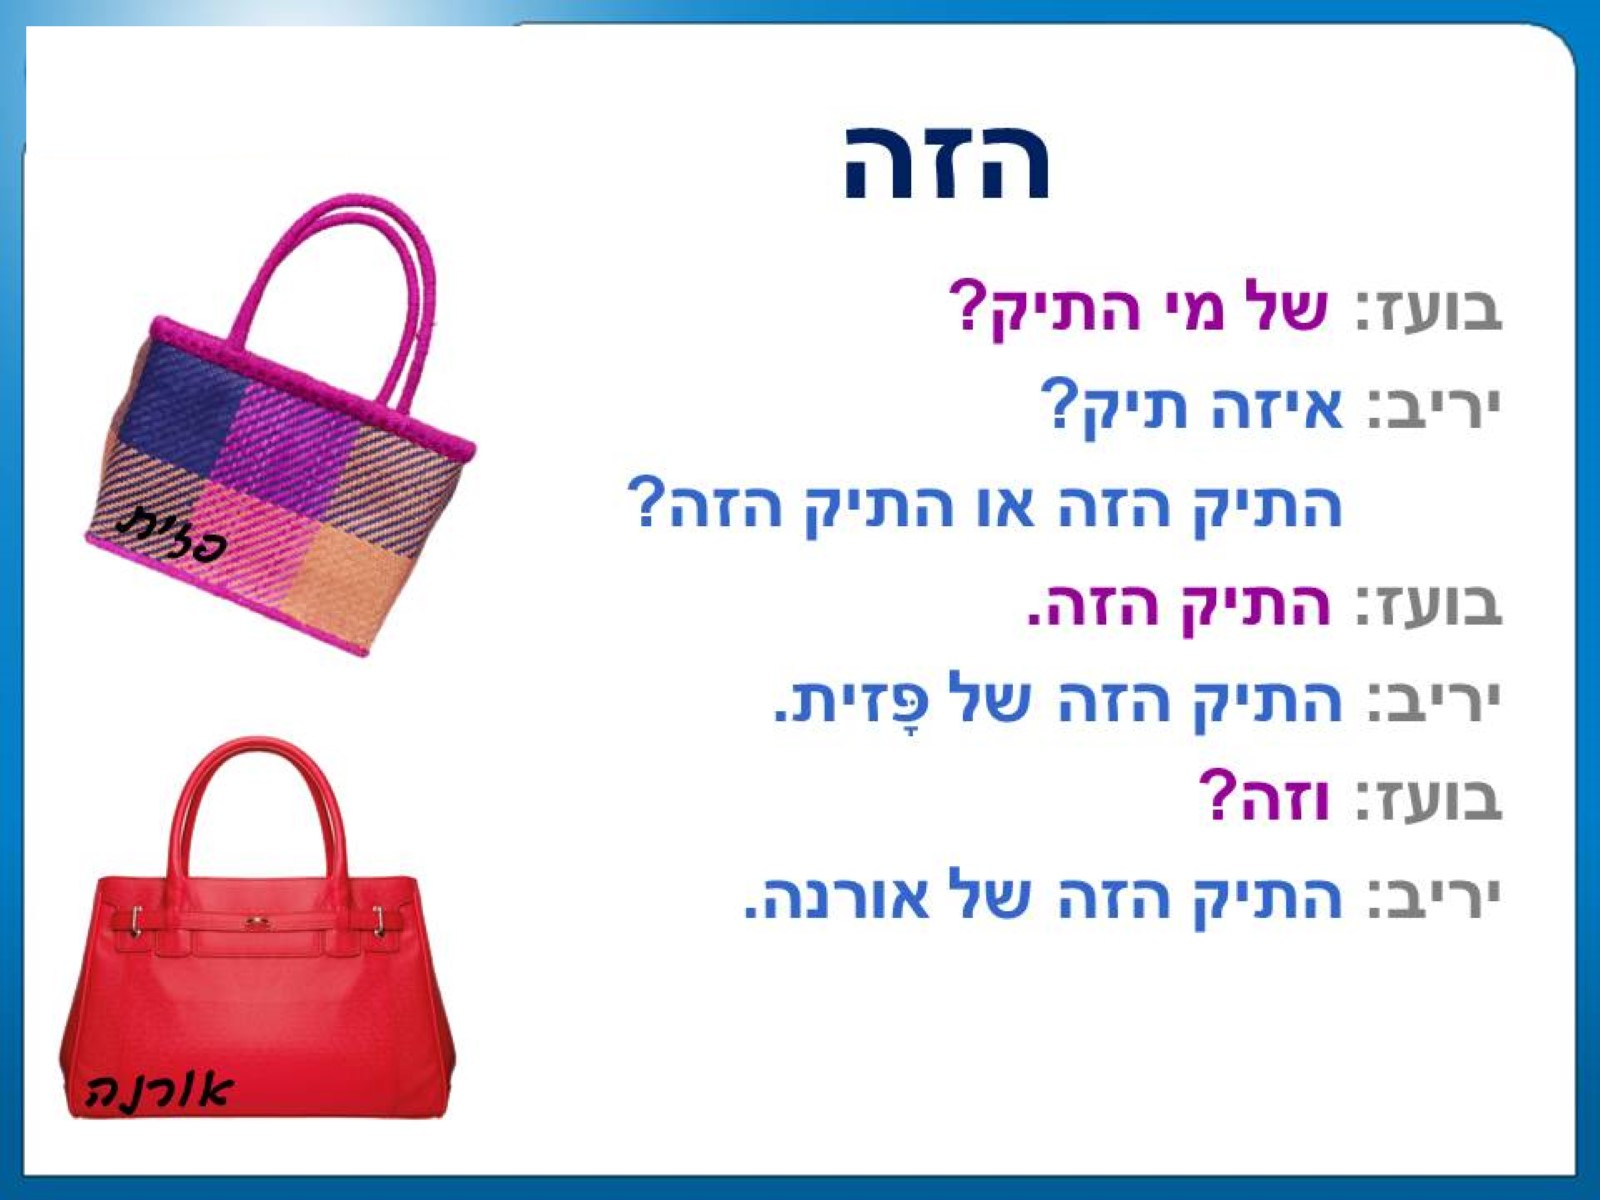 הזה
בועז: של מי התיק?
יריב: איזה תיק?
התיק הזה או התיק הזה?
בועז: התיק הזה.
יריב: התיק הזה של פָּזית.
בועז: וזה?
יריב: התיק הזה של אורנה.
פזית
אורנה